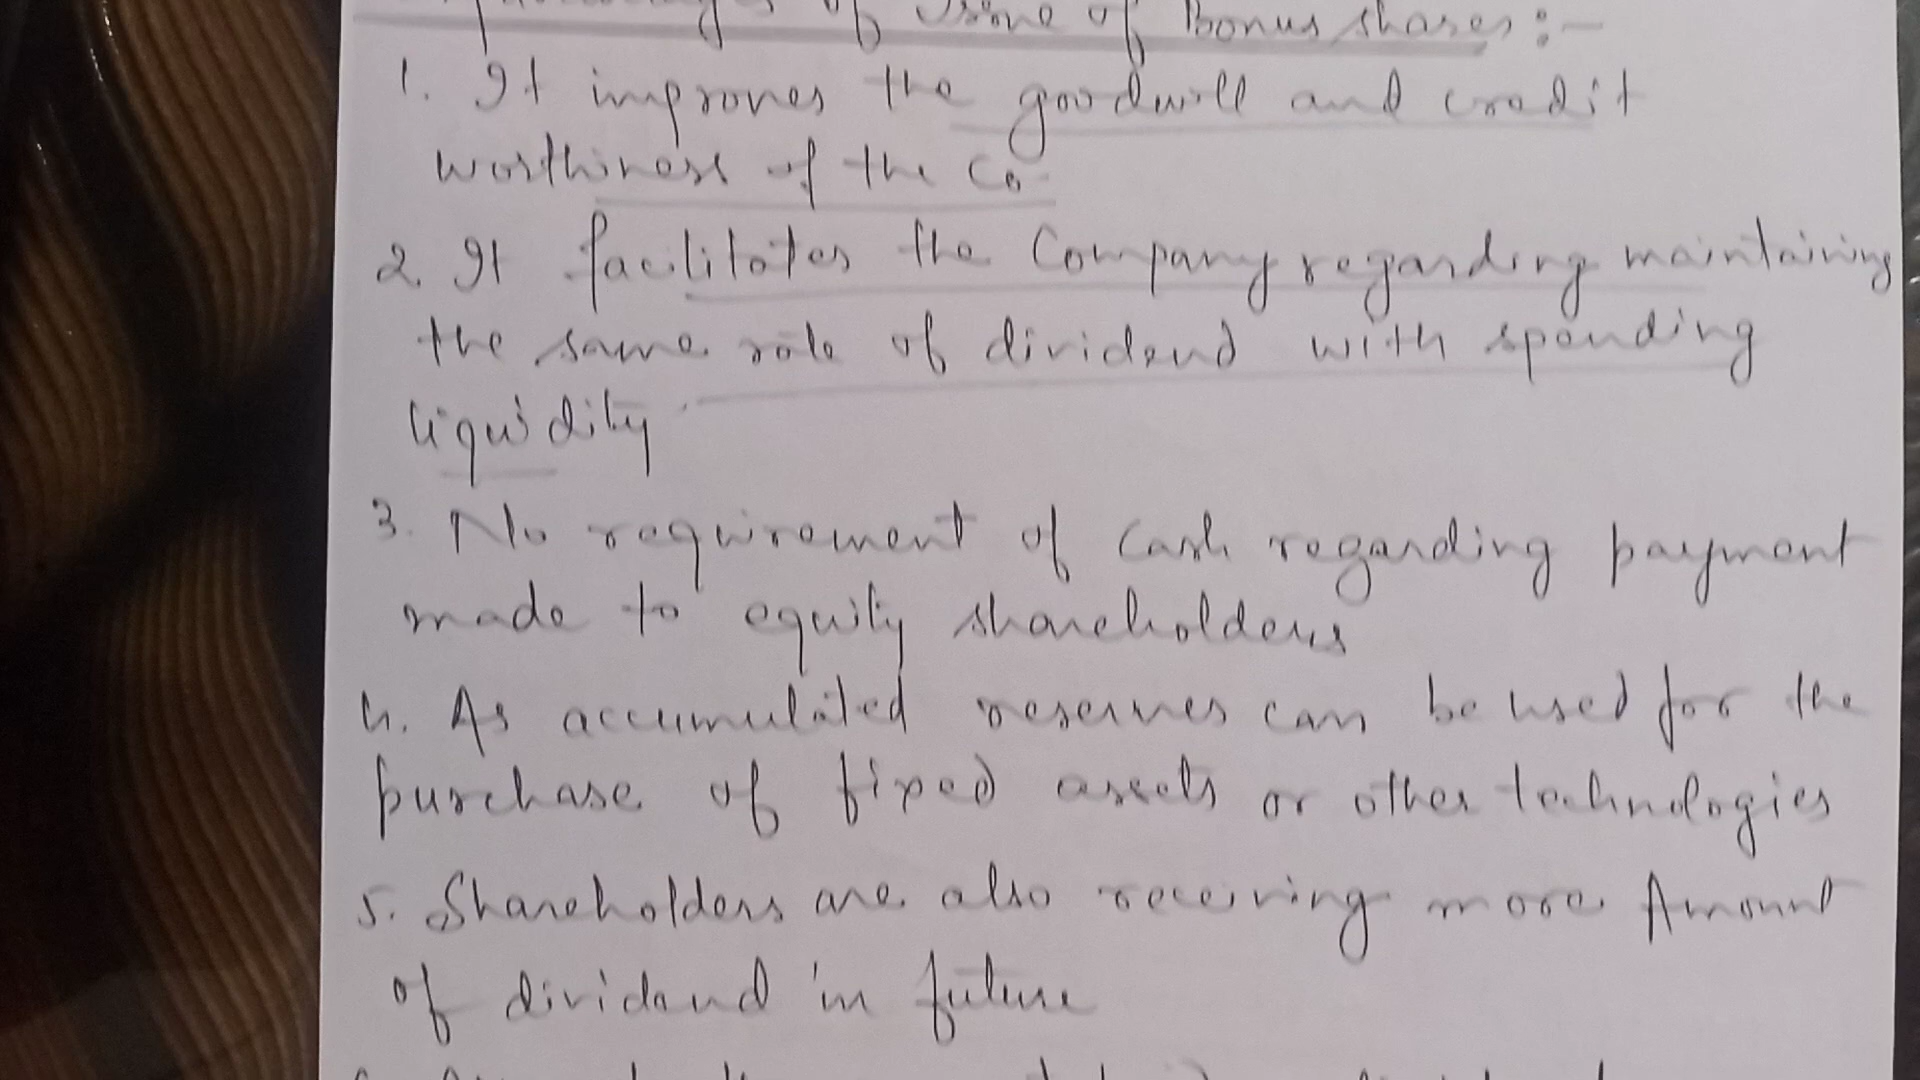 of issue of Bonus shares :-
1. It improves the goodwill and credit
worthiness of the Co.
2. It facilitates the Company regarding maintaining
the same rate of dividend with spending
liquidity.
3. No requirement of cash regarding payment
made to equity shareholders
4. As accumulated reserves can be used for the
purchase of fixed assets or other technologies
5. Shareholders are also receiving more Amount
of dividend in future